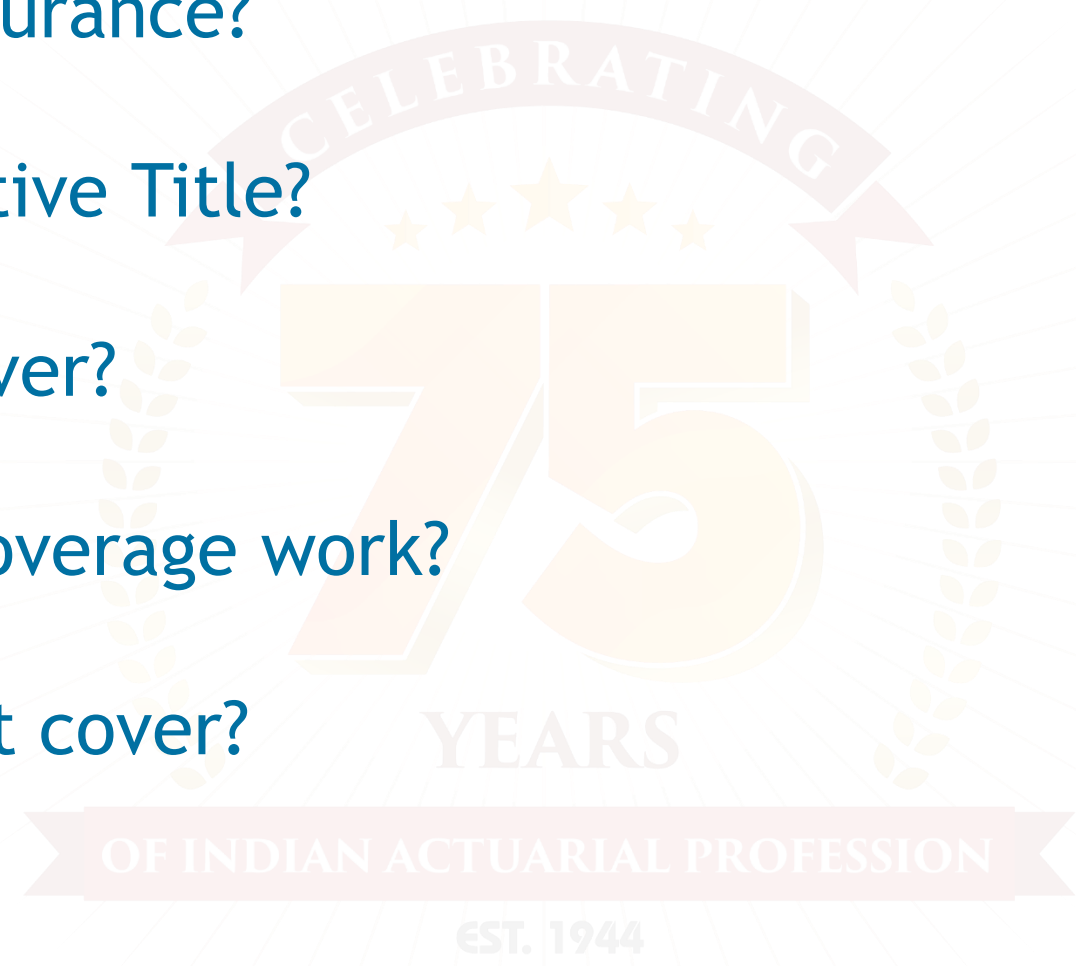 urance?
CELEBRATING
tive Title?
75
ver?
overage work?
t cover?
YEARS
OF INDIAN ACTUARIAL PROFESSION
EST. 1944